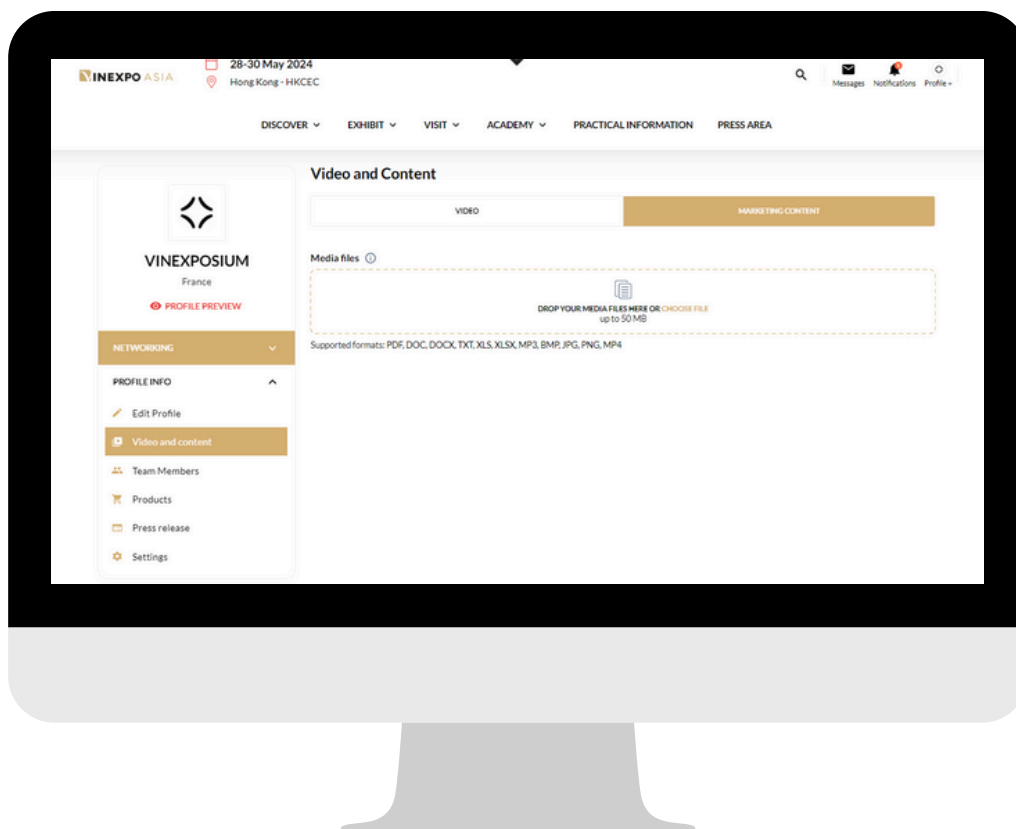 VINEXPO ASIA
28-30 May 2024
Hong Kong - HKCEC
Messages
Notifications
Profile
DISCOVER
EXHIBIT
VISIT
ACADEMY
PRACTICAL INFORMATION
PRESS AREA
VINEXPOSIUM
France
PROFILE PREVIEW
NETWORKING
PROFILE INFO
Edit Profile
Video and content
Team Members
Products
Press release
Settings
Video and Content
VIDEO
MARKETING CONTENT
Media files
DROP YOUR MEDIA FILES HERE OR CHOOSE FILE
up to 50 MB
Supported formats: PDF, DOC, DOCX, TXT, XLS, XLSX, MP3, BMP, JPG, PNG, MP4